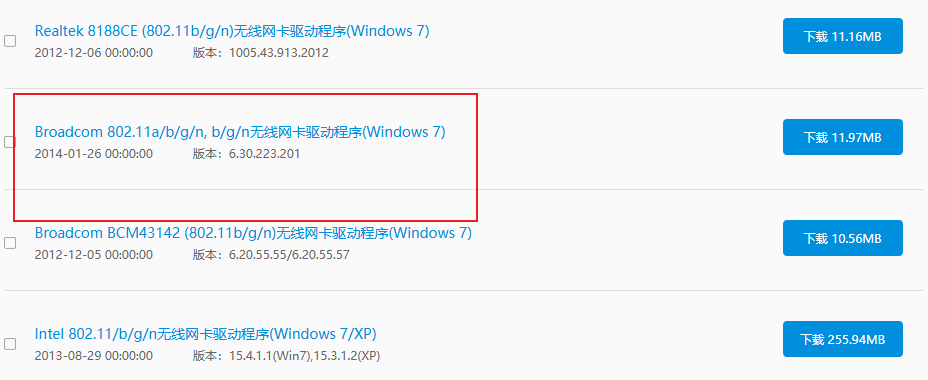 Realtek 8188CE (802.11b/g/n)无线网卡驱动程序(Windows 7)
2012-12-06 00:00:00 版本：1005.43.913.2012
下载 11.16MB
Broadcom 802.11a/b/g/n, b/g/n无线网卡驱动程序(Windows 7)
2014-01-26 00:00:00 版本：6.30.223.201
下载 11.97MB
Broadcom BCM43142 (802.11b/g/n)无线网卡驱动程序(Windows 7)
2012-12-05 00:00:00 版本：6.20.55.55/6.20.55.57
下载 10.56MB
Intel 802.11/b/g/n无线网卡驱动程序(Windows 7/XP)
2013-08-29 00:00:00 版本：15.4.1.1(Win7),15.3.1.2(XP)
下载 255.94MB